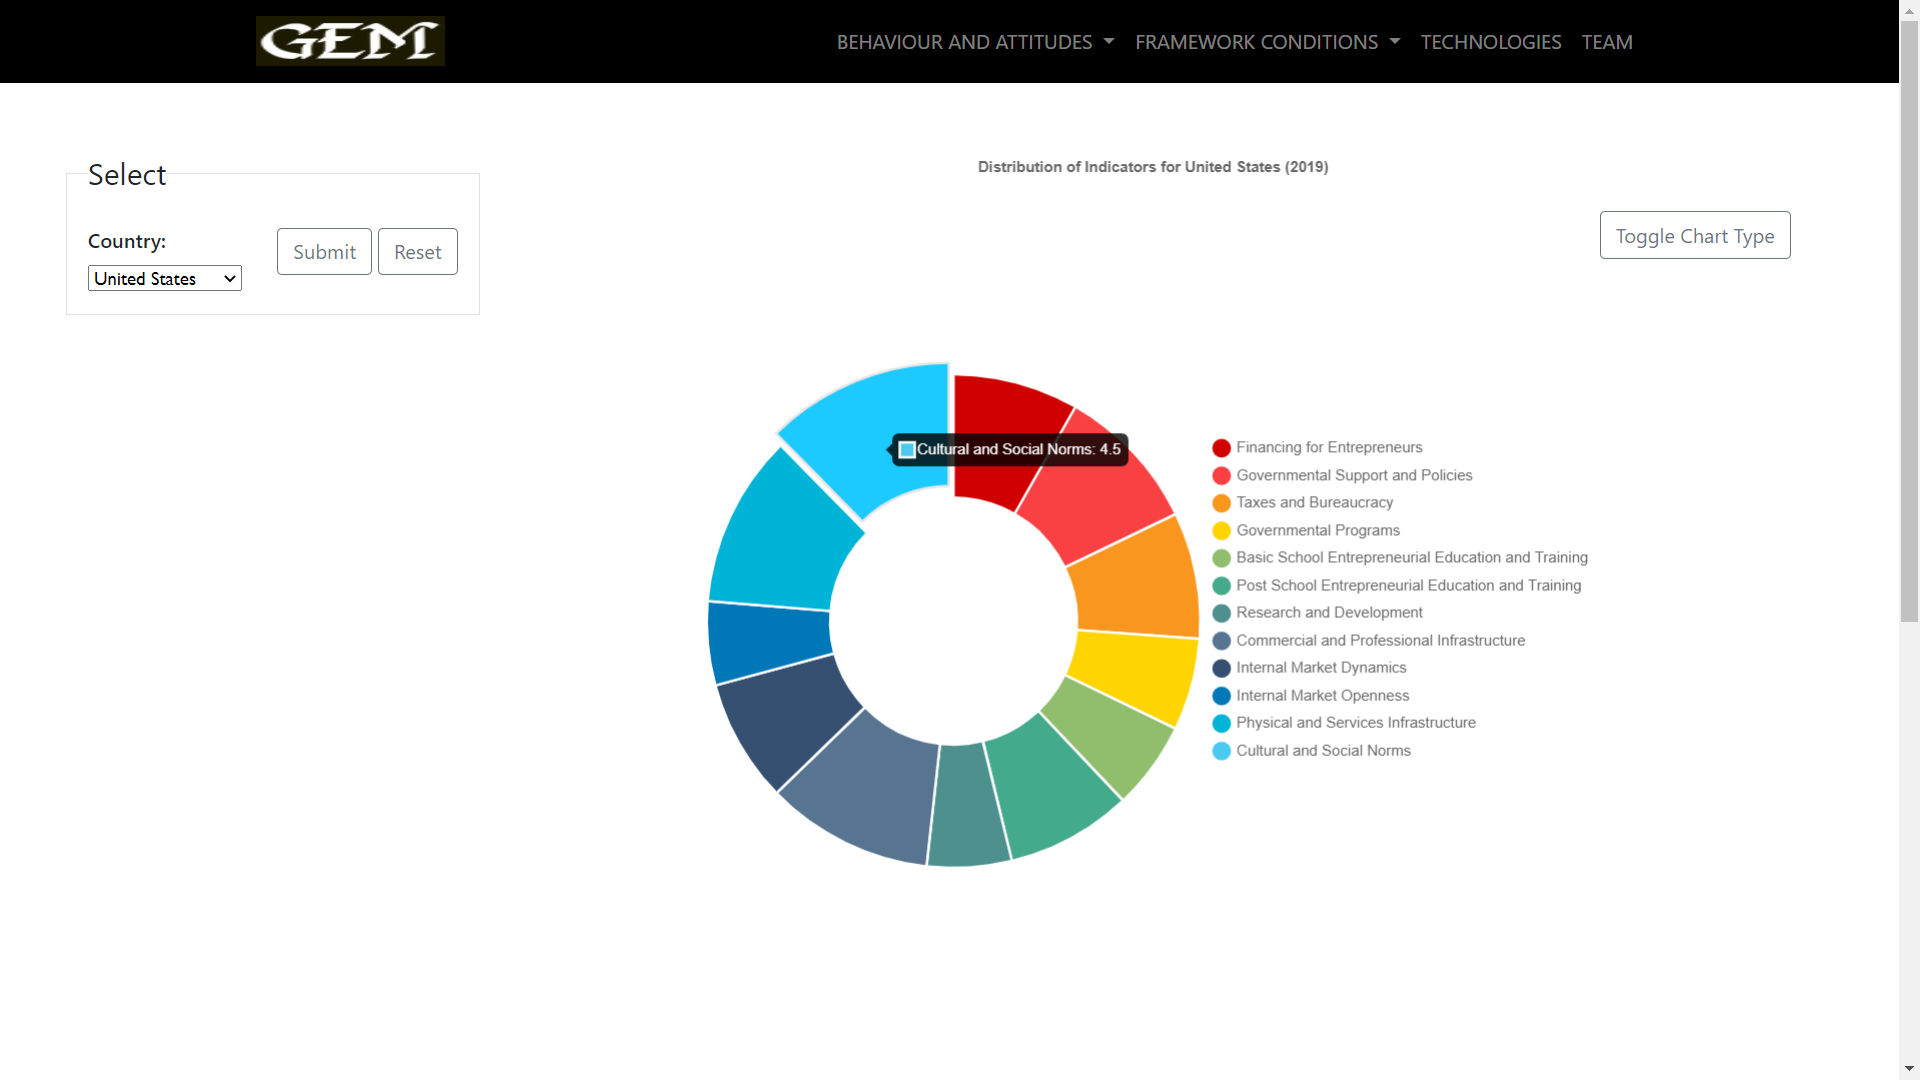 GEM
BEHAVIOUR AND ATTITUDES
FRAMEWORK CONDITIONS
TECHNOLOGIES
TEAM
Select
Country:
United States
Submit
Reset
Distribution of Indicators for United States (2019)
Toggle Chart Type
Cultural and Social Norms: 4.5
Financing for Entrepreneurs
Governmental Support and Policies
Taxes and Bureaucracy
Governmental Programs
Basic School Entrepreneurial Education and Training
Post School Entrepreneurial Education and Training
Research and Development
Commercial and Professional Infrastructure
Internal Market Dynamics
Internal Market Openness
Physical and Services Infrastructure
Cultural and Social Norms